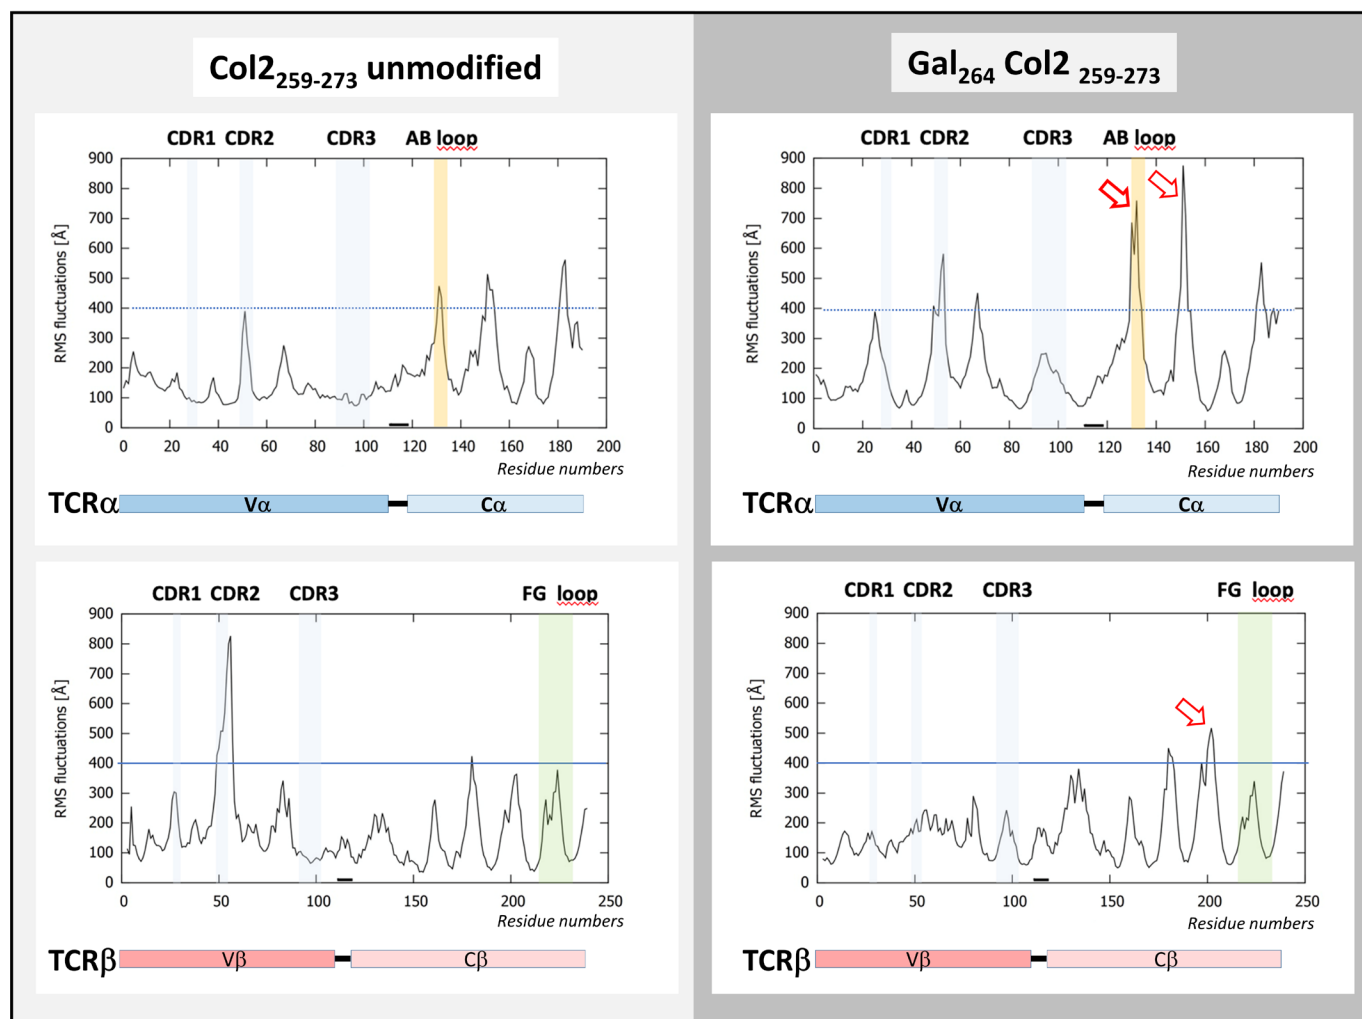 Col2 259-273 unmodified
Gal 264 Col2 259-273
CDR1 CDR2 CDR3 AB loop
900
800
700
600
500
400
300
200
100
0
RMS fluctuations [Å]
0 20 40 60 80 100 120 140 160 180 200
Residue numbers
TCRα Vα Cα
CDR1 CDR2 CDR3 AB loop
900
800
700
600
500
400
300
200
100
0
RMS fluctuations [Å]
0 20 40 60 80 100 120 140 160 180 200
Residue numbers
TCRα Vα Cα
CDR1 CDR2 CDR3 FG loop
900
800
700
600
500
400
300
200
100
0
RMS fluctuations [Å]
0 50 100 150 200 250
Residue numbers
TCRβ Vβ Cβ
CDR1 CDR2 CDR3 FG loop
900
800
700
600
500
400
300
200
100
0
RMS fluctuations [Å]
0 50 100 150 200 250
Residue numbers
TCRβ Vβ Cβ